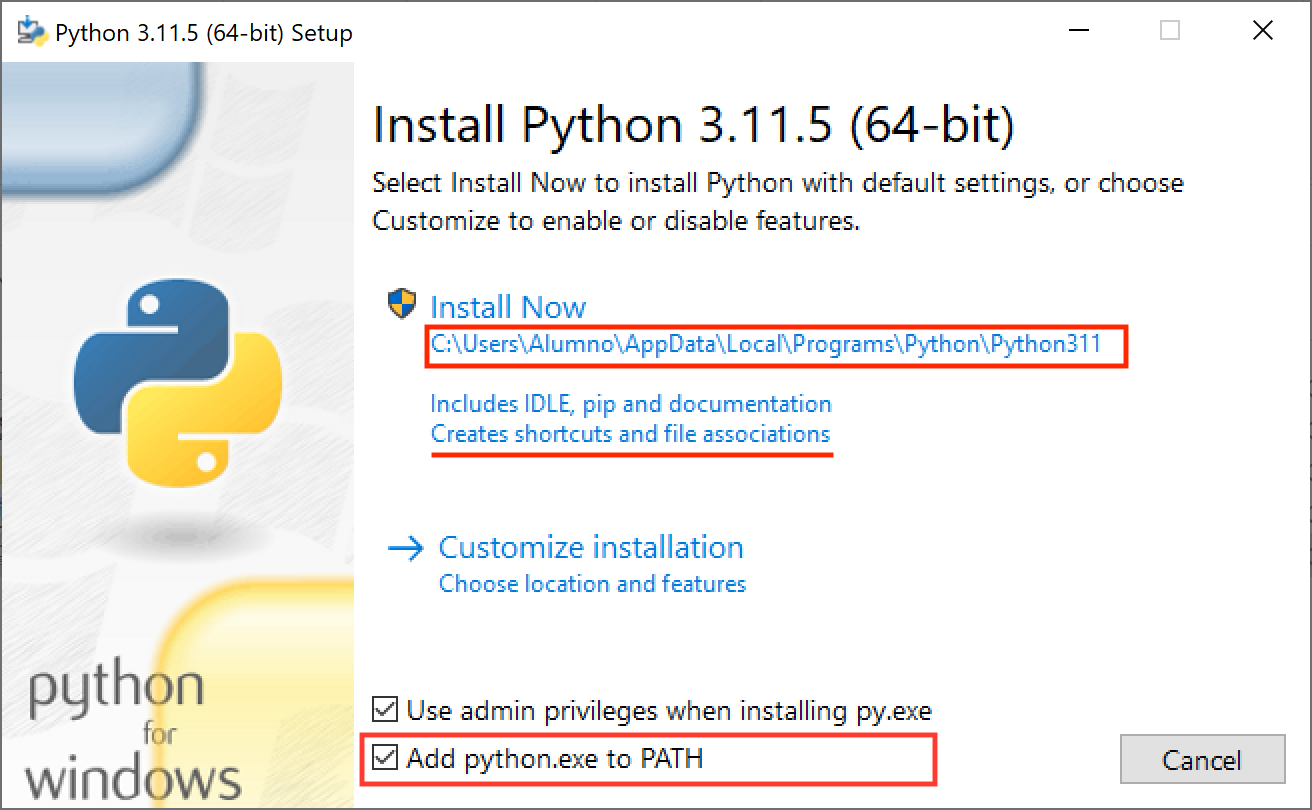 Python 3.11.5 (64-bit) Setup
Install Python 3.11.5 (64-bit)
Select Install Now to install Python with default settings, or choose
Customize to enable or disable features.
Install Now
C:\Users\Alumno\AppData\Local\Programs\Python\Python311
Includes IDLE, pip and documentation
Creates shortcuts and file associations
Customize installation
Choose location and features
Use admin privileges when installing py.exe
Add python.exe to PATH
Cancel
python
for
windows